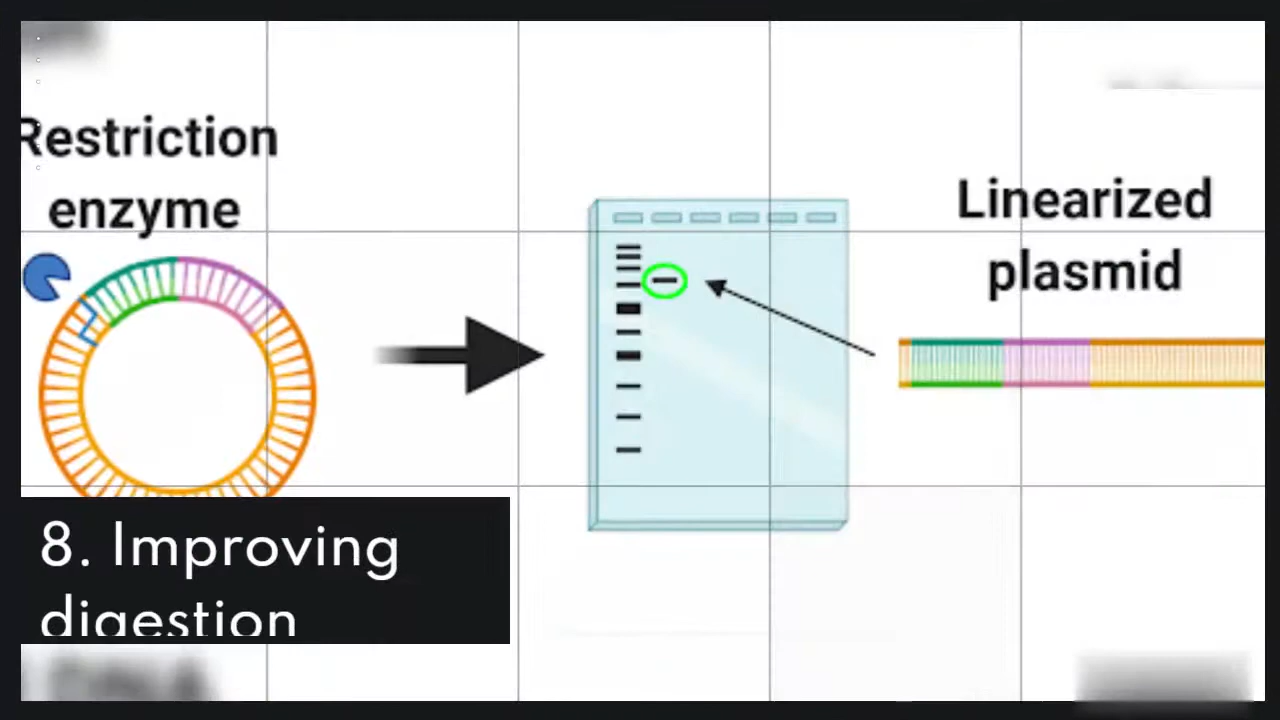 Restriction
enzyme
Linearized
plasmid
8. Improving
digestion